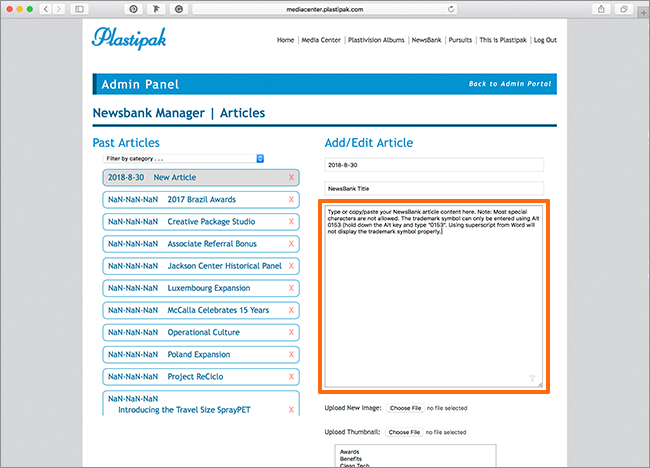 mediacenter.plastipak.com
Plastipak
Home | Media Center | Plastivision Albums | NewsBank | Pursuits | This is Plastipak | Log Out
Admin Panel
Back to Admin Portal
Newsbank Manager | Articles
Past Articles
Filter by category . . .
2018-8-30 New Article X
NaN-NaN-NaN 2017 Brazil Awards X
NaN-NaN-NaN Creative Package Studio X
NaN-NaN-NaN Associate Referral Bonus X
NaN-NaN-NaN Jackson Center Historical Panel X
NaN-NaN-NaN Luxembourg Expansion X
NaN-NaN-NaN McCalla Celebrates 15 Years X
NaN-NaN-NaN Operational Culture X
NaN-NaN-NaN Poland Expansion X
NaN-NaN-NaN Project ReCiclo X
NaN-NaN-NaN
Introducing the Travel Size SprayPET X
Add/Edit Article
2018-8-30
NewsBank Title
Type or copy/paste your NewsBank article content here. Note: Most special
characters are not allowed. The trademark symbol can only be entered using Alt
0153 (hold down the Alt key and type "0153". Using superscript from Word will
not display the trademark symbol properly.
Upload New Image: Choose File no file selected
Upload Thumbnail: Choose File no file selected
Awards
Benefits
Clean Tech